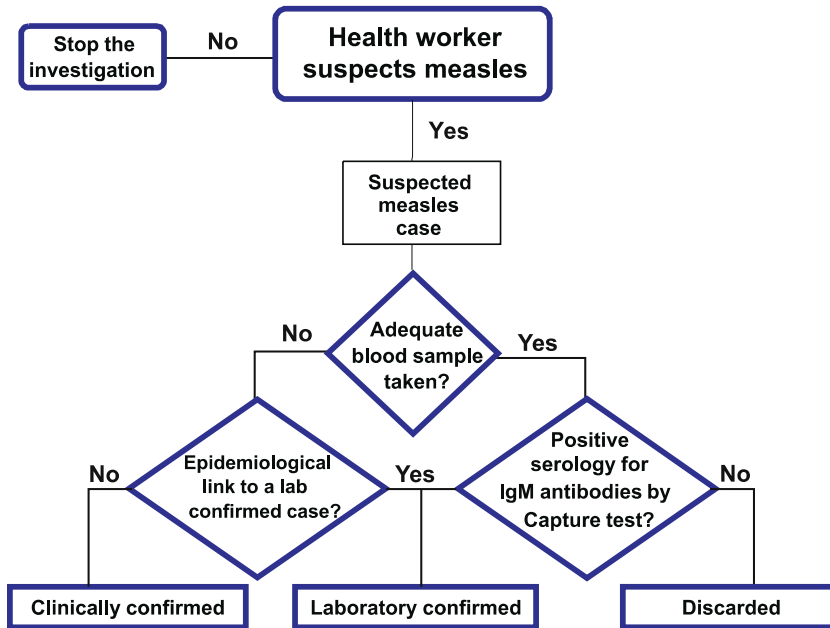 Stop the
investigation
No
Health worker
suspects measles
Yes
Suspected
measles
case
No
Adequate
blood sample
taken?
Yes
No
Epidemiological
link to a lab
confirmed case?
Yes
Positive
serology for
IgM antibodies by
Capture test?
No
Clinically confirmed
Laboratory confirmed
Discarded